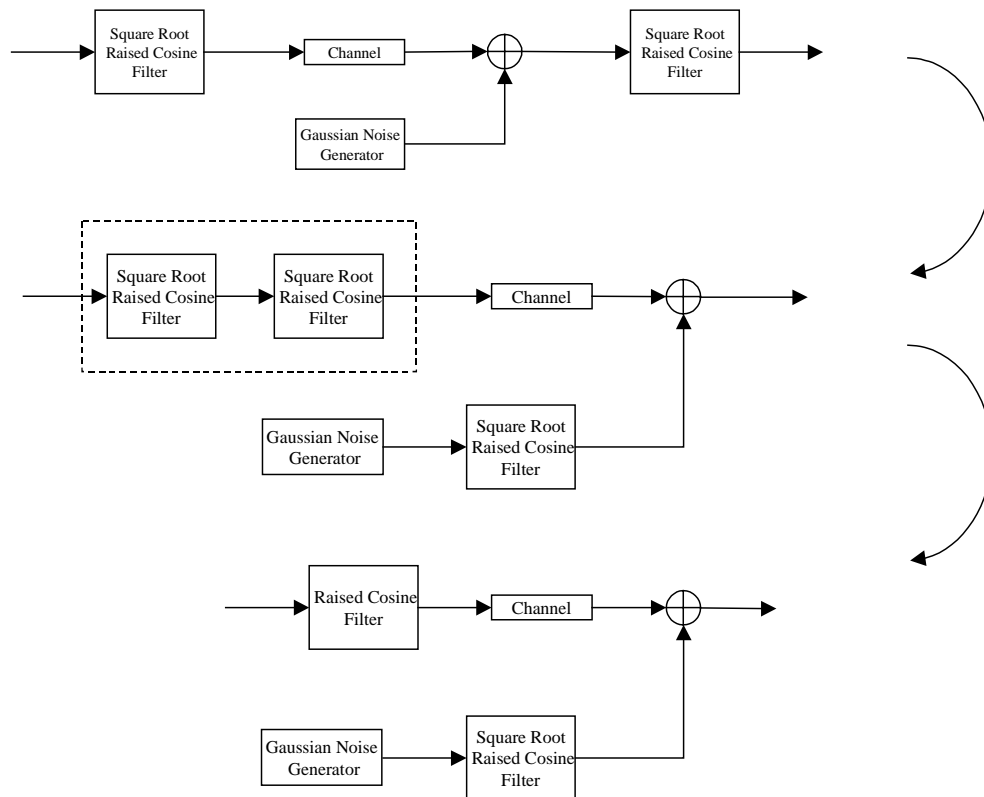 Square Root
Raised Cosine
Filter
Channel
Square Root
Raised Cosine
Filter
Gaussian Noise
Generator
Square Root
Raised Cosine
Filter
Square Root
Raised Cosine
Filter
Channel
Gaussian Noise
Generator
Square Root
Raised Cosine
Filter
Raised Cosine
Filter
Channel
Gaussian Noise
Generator
Square Root
Raised Cosine
Filter